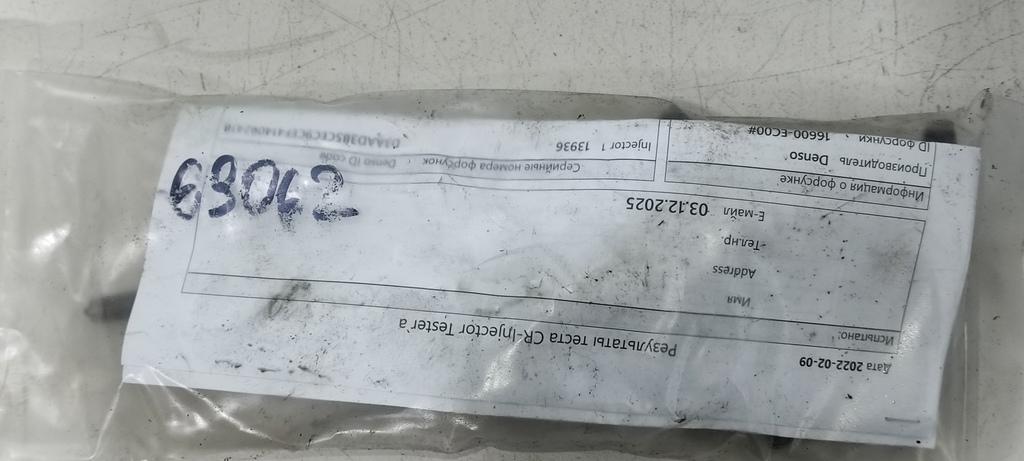 Дата 2022-02-09
Результаты теста CR-Injector Tester'a
Испытано:
Имя
Address
Тел.нр.
Е-майл 03.12.2025
Информация о форсунке
Производитель Denso
ID форсунки 16600-EC00#
Серийные номера форсунок Denso ID code
Injector 1 13936